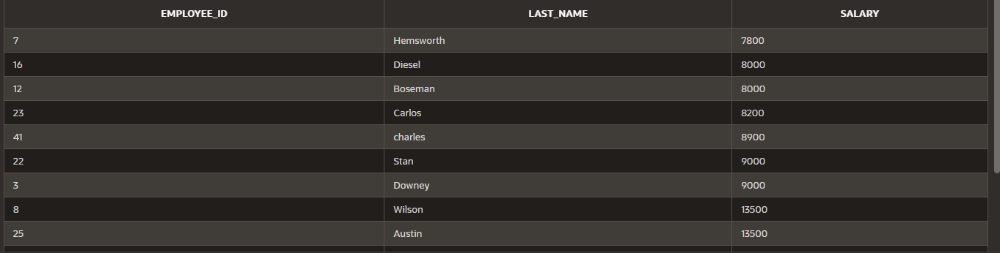 EMPLOYEE_ID LAST_NAME SALARY
7 Hemsworth 7800
16 Diesel 8000
12 Boseman 8000
23 Carlos 8200
41 charles 8900
22 Stan 9000
3 Downey 9000
8 Wilson 13500
25 Austin 13500